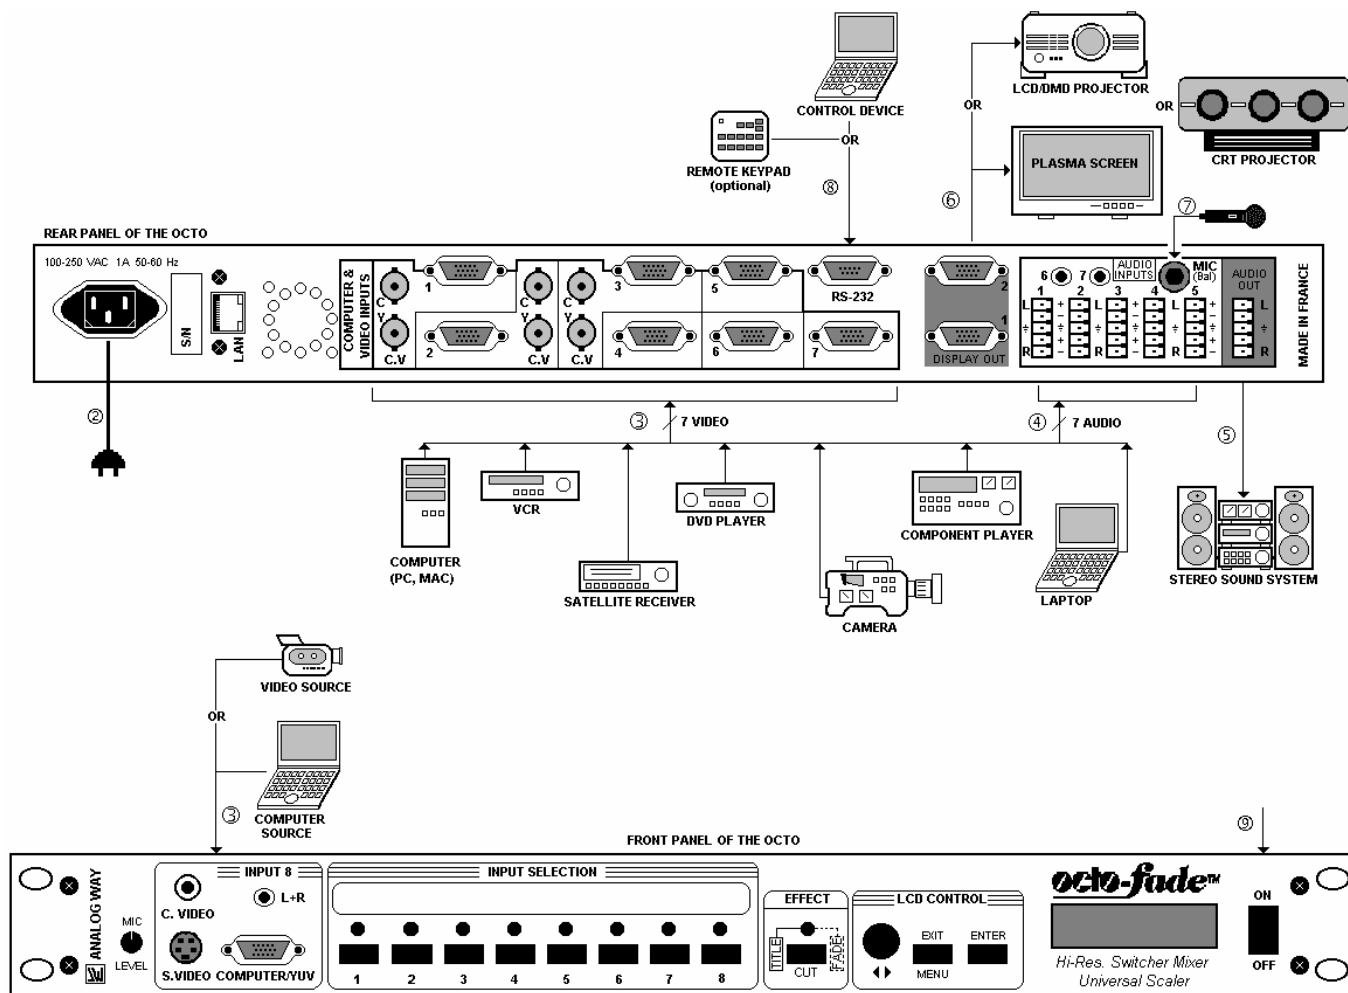 CONTROL DEVICE
OR
REMOTE KEYPAD
(optional)
⑧
LCD/DMD PROJECTOR
OR
OR
CRT PROJECTOR
PLASMA SCREEN
⑥
⑦
REAR PANEL OF THE OCTO
100-250 VAC 1A 50-60 Hz
S/N
LAN
COMPUTER &
VIDEO INPUTS
C
Y
C.V
1
2
C
Y
C.V
C
Y
C.V
3
4
5
6
RS-232
7
2
1
DISPLAY OUT
6
7
AUDIO
INPUTS
MIC
(Bal)
1 2 3 4 5
L + L + L +
- -
R + R + R +
- -
AUDIO
OUT
L
R
MADE IN FRANCE
②
③ 7 VIDEO
④ 7 AUDIO
⑤
COMPUTER
(PC, MAC)
VCR
SATELLITE RECEIVER
DVD PLAYER
CAMERA
COMPONENT PLAYER
LAPTOP
STEREO SOUND SYSTEM
VIDEO SOURCE
OR
COMPUTER
SOURCE
③
⑨
FRONT PANEL OF THE OCTO
ANALOG WAY
MIC
LEVEL
INPUT 8
C. VIDEO
L+R
S.VIDEO
COMPUTER/YUV
INPUT SELECTION
1 2 3 4 5 6 7 8
EFFECT
TITLE
FADE
CUT
LCD CONTROL
EXIT
MENU
ENTER
octo-fade™
Hi-Res. Switcher Mixer
Universal Scaler
ON
OFF